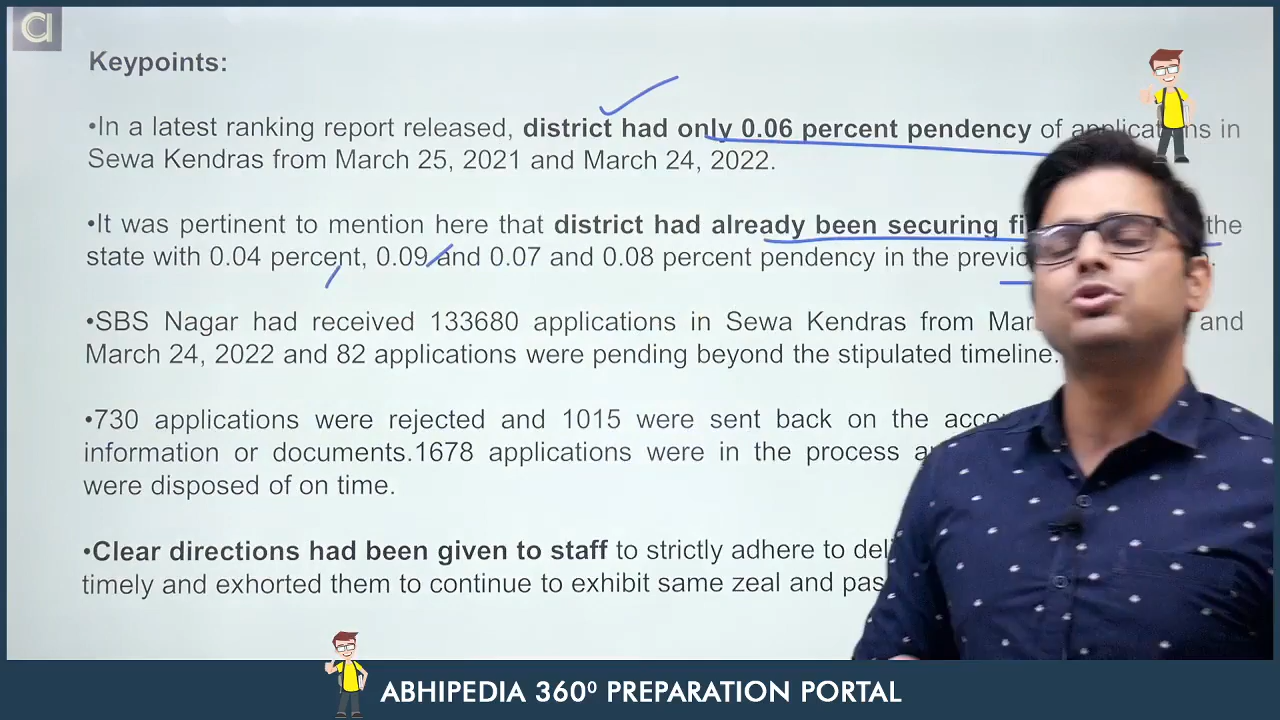 Keypoints:
•In a latest ranking report released, district had only 0.06 percent pendency of applications in
Sewa Kendras from March 25, 2021 and March 24, 2022.
•It was pertinent to mention here that district had already been securing the
state with 0.04 percent, 0.09 and 0.07 and 0.08 percent pendency in the
•SBS Nagar had received 133680 applications in Sewa Kendras from and
March 24, 2022 and 82 applications were pending beyond the stipulated timeline.
•730 applications were rejected and 1015 were sent back on the
information or documents.1678 applications were in the process
were disposed of on time.
•Clear directions had been given to staff to strictly adhere to
timely and exhorted them to continue to exhibit same zeal and
ABHIPEDIA 360⁰ PREPARATION PORTAL